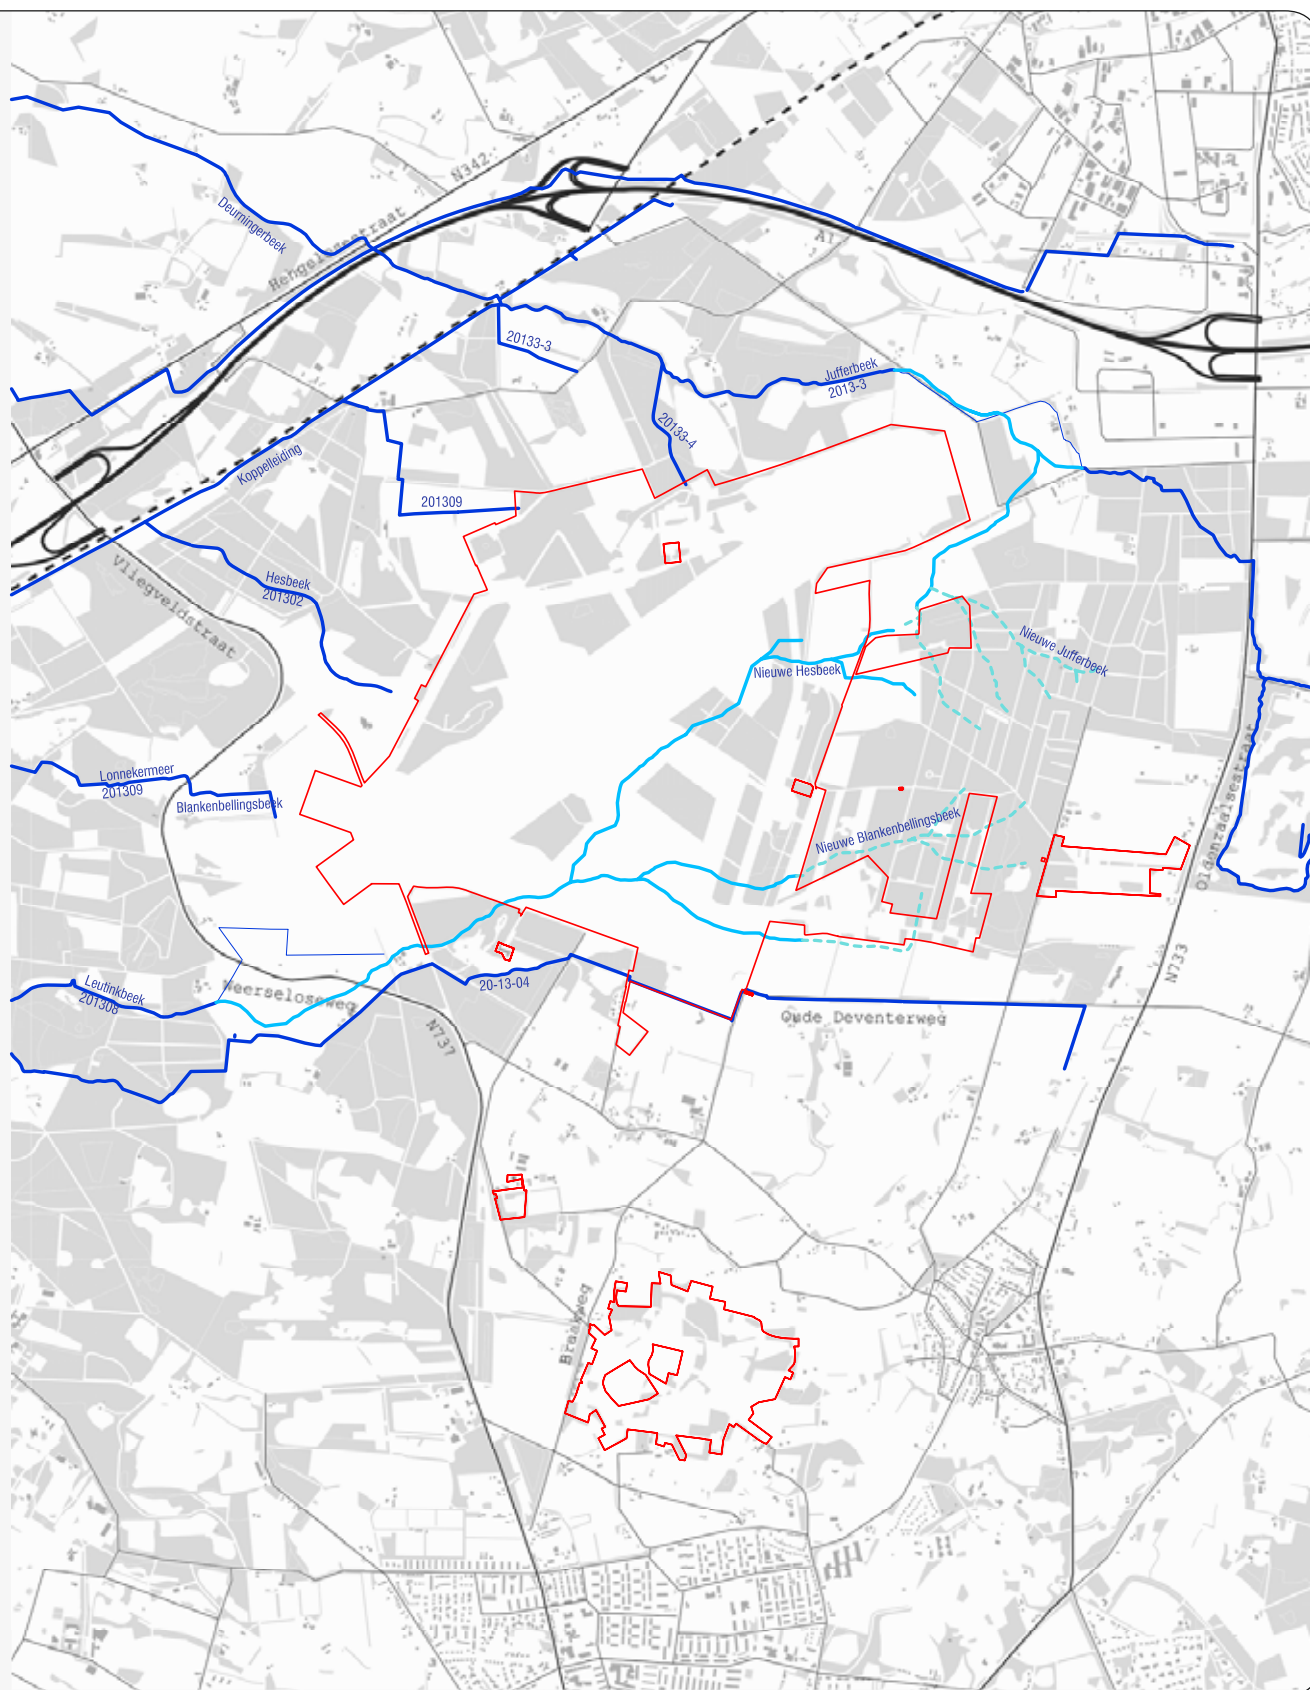 N342
Deurningerbeek
Hengelosestraat
A1
20133-3
Jufferbeek
2013-3
20133-4
Koppelleiding
201309
Vliegveldstraat
Hesbeek
201302
Nieuwe Jufferbeek
Nieuwe Hesbeek
Lonnekermeer
201309
Blankenbellingsbeek
Nieuwe Blankenbellingsbeek
Oldenzaalsestraat
N733
Leutinkbeek
201308
Weerseloseweg
20-13-04
N737
Oude Deventerweg
Braakweg